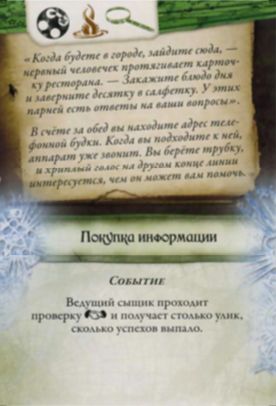 «Когда будете в городе, зайдите сюда, —
нервный человечек протягивает карточ-
ку ресторана. — Закажите блюдо дня
и заверните десятку в салфетку. У этих
парней есть ответы на ваши вопросы».
В счёте за обед вы находите адрес теле-
фонной будки. Когда вы подходите к ней,
аппарат уже звонит. Вы берёте трубку,
и хриплый голос на другом конце линии
интересуется, чем он может вам помочь.
Покупка информации
Событие
Ведущий сыщик проходит
проверку и получает столько улик,
сколько успехов выпало.